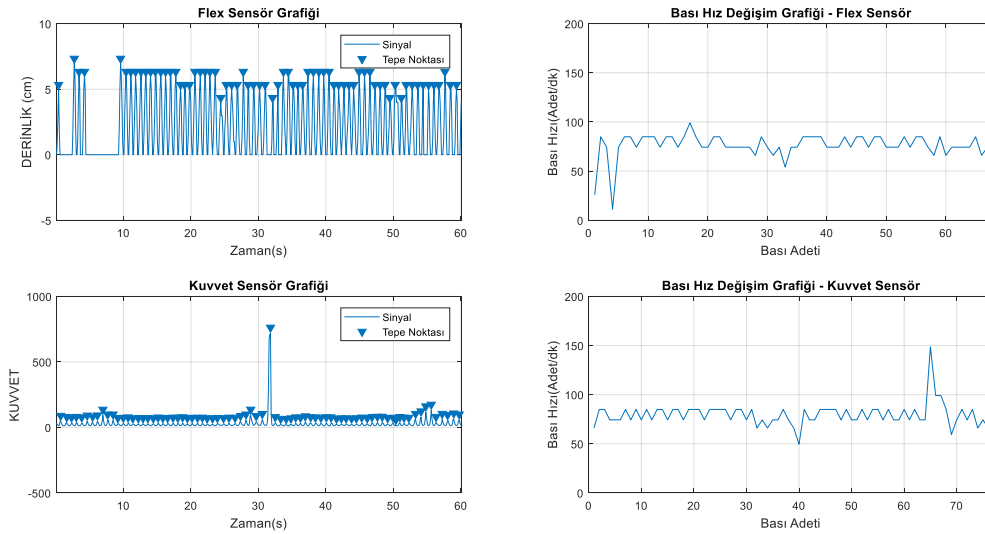 Flex Sensör Grafiği
10
5
0
-5
DERİNLİK (cm)
Sinyal
Tepe Noktası
10 20 30 40 50 60
Zaman(s)
Bası Hız Değişim Grafiği - Flex Sensör
200
150
100
50
0
Bası Hızı(Adet/dk)
0 10 20 30 40 50 60
Bası Adeti
Kuvvet Sensör Grafiği
1000
500
0
-500
KUVVET
Sinyal
Tepe Noktası
10 20 30 40 50 60
Zaman(s)
Bası Hız Değişim Grafiği - Kuvvet Sensör
200
150
100
50
0
Bası Hızı(Adet/dk)
0 10 20 30 40 50 60 70
Bası Adeti